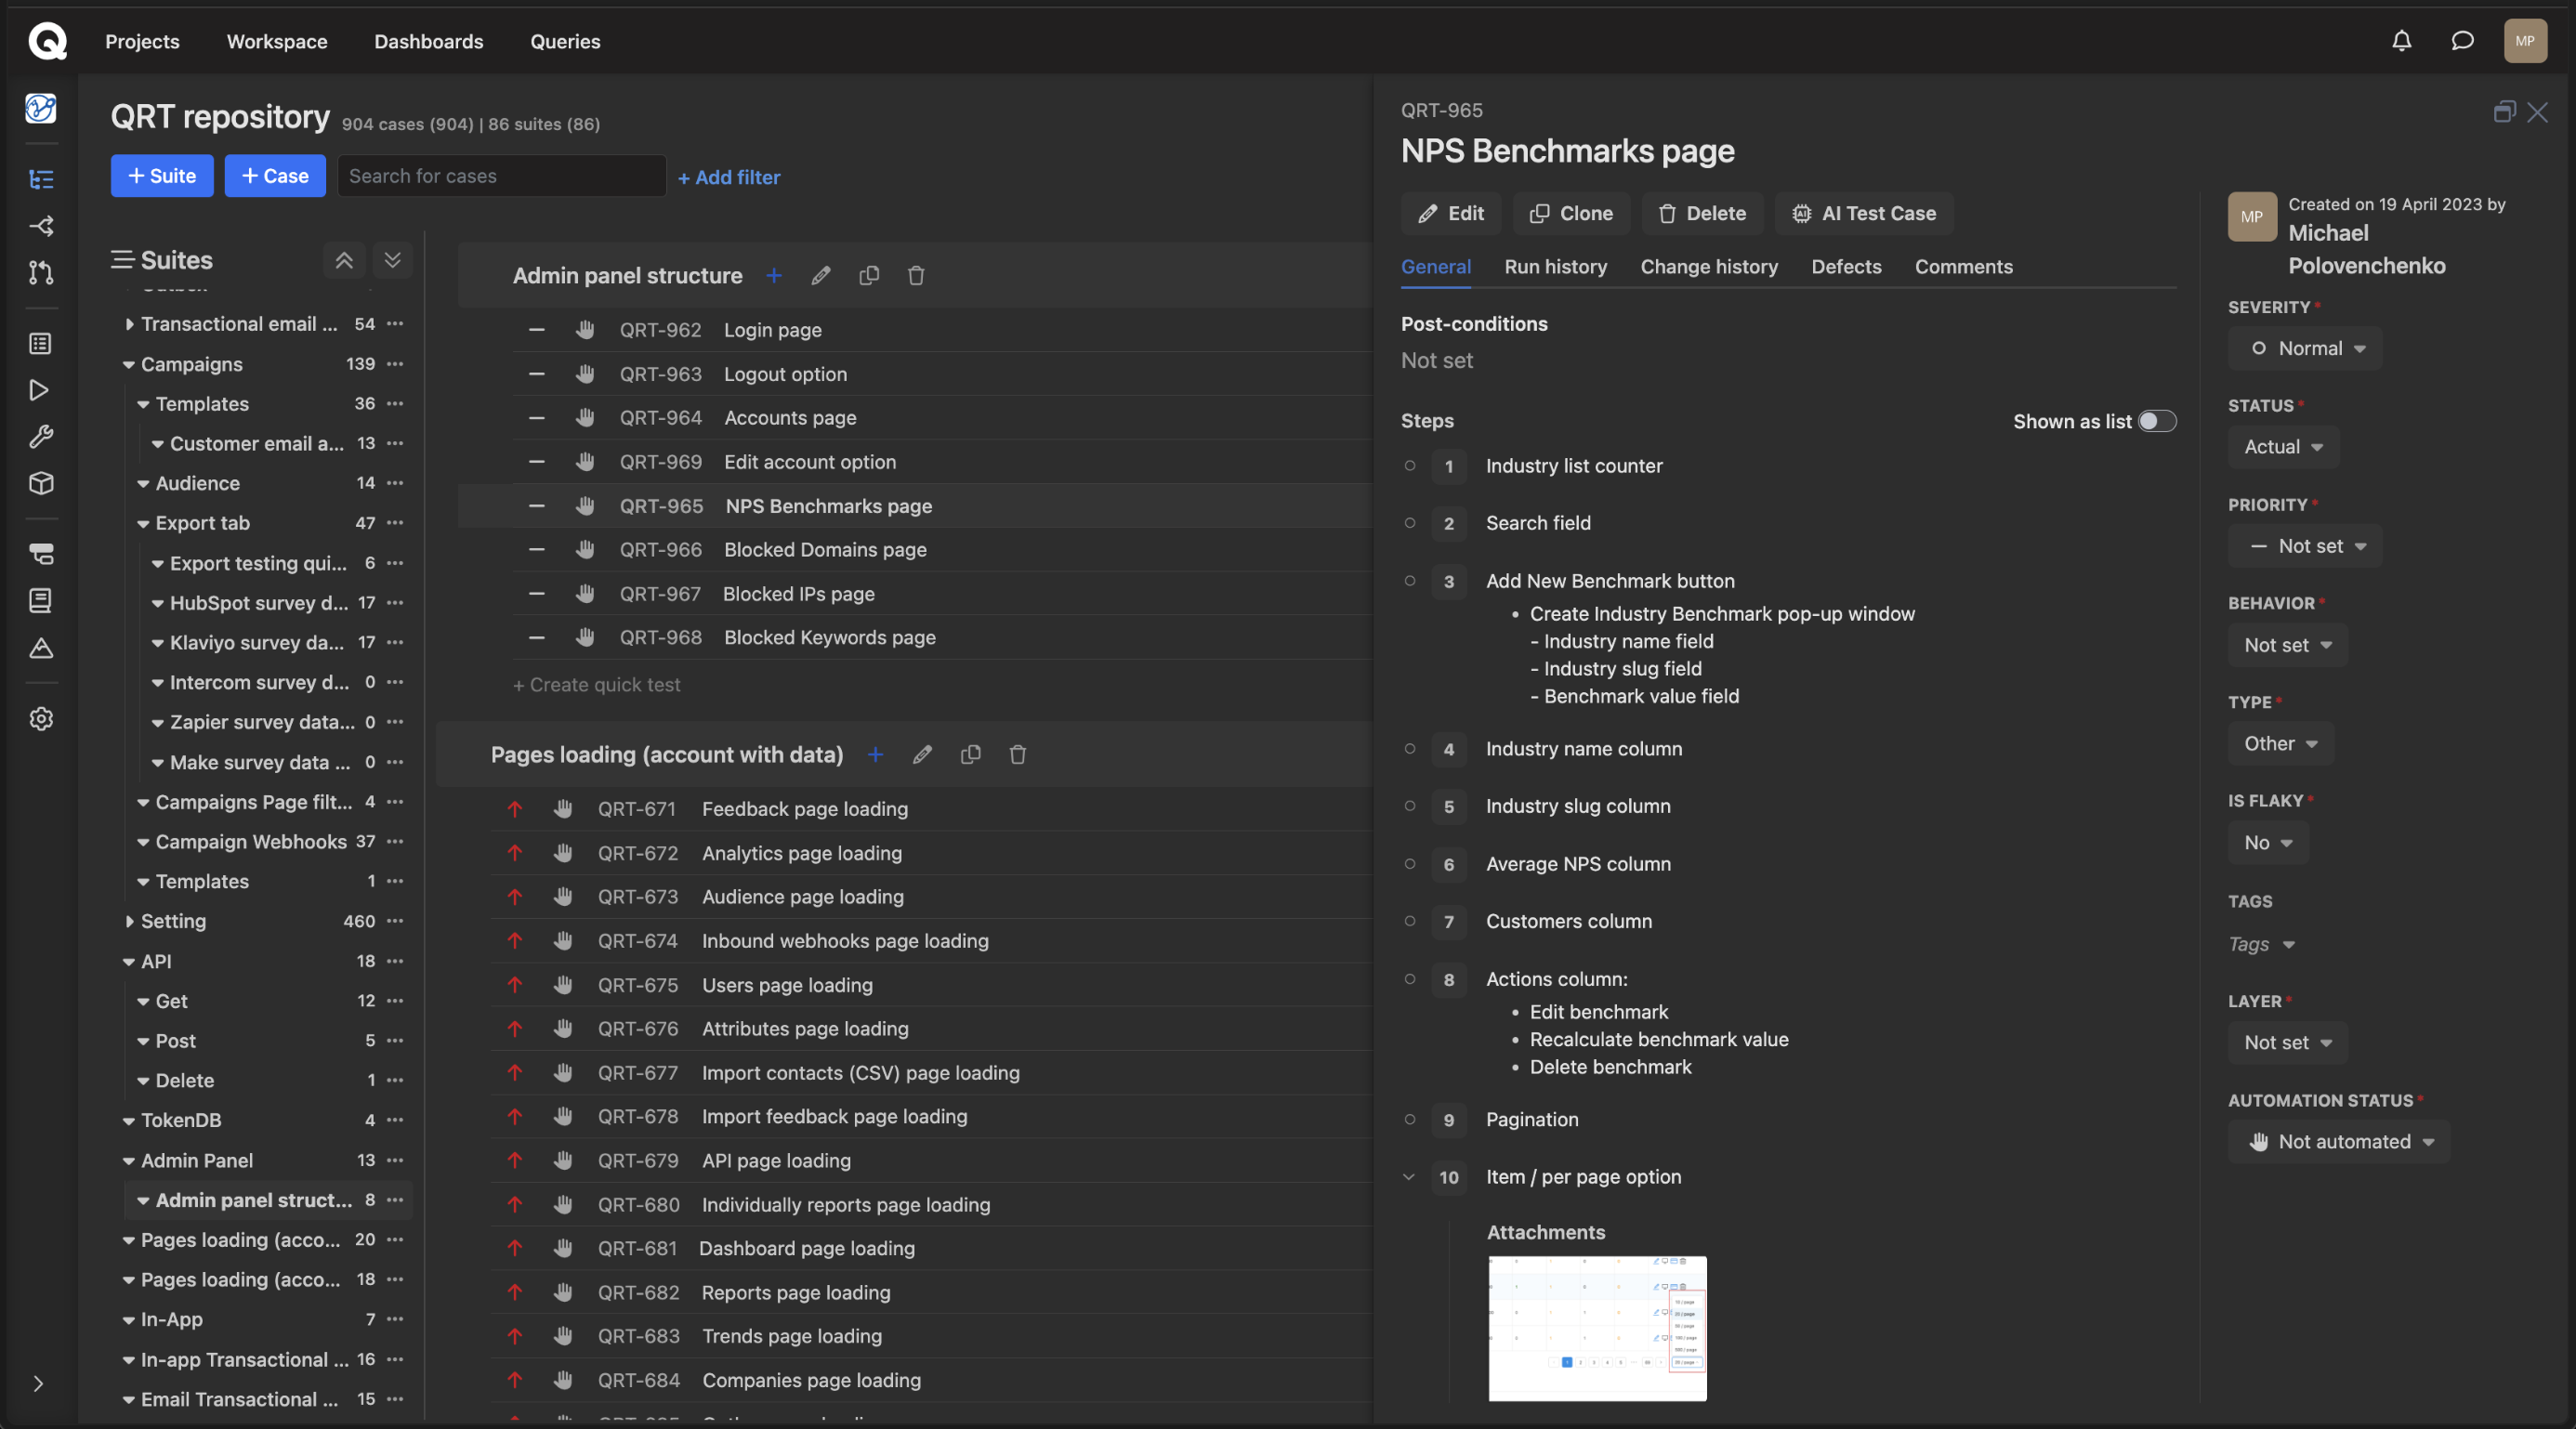 Projects
Workspace
Dashboards
Queries
MP
QRT repository 904 cases (904) | 86 suites (86)
+ Suite
+ Case
Search for cases
+ Add filter
Suites
Transactional email ... 54
Campaigns 139
Templates 36
Customer email a... 13
Audience 14
Export tab 47
Export testing qui... 6
HubSpot survey d... 17
Klaviyo survey da... 17
Intercom survey d... 0
Zapier survey data... 0
Make survey data ... 0
Campaigns Page filt... 4
Campaign Webhooks 37
Templates 1
Setting 460
API 18
Get 12
Post 5
Delete 1
TokenDB 4
Admin Panel 13
Admin panel struct... 8
Pages loading (acco... 20
Pages loading (acco... 18
In-App 7
In-app Transactional ... 16
Email Transactional ... 15
Admin panel structure
QRT-962 Login page
QRT-963 Logout option
QRT-964 Accounts page
QRT-969 Edit account option
QRT-965 NPS Benchmarks page
QRT-966 Blocked Domains page
QRT-967 Blocked IPs page
QRT-968 Blocked Keywords page
+ Create quick test
Pages loading (account with data)
QRT-671 Feedback page loading
QRT-672 Analytics page loading
QRT-673 Audience page loading
QRT-674 Inbound webhooks page loading
QRT-675 Users page loading
QRT-676 Attributes page loading
QRT-677 Import contacts (CSV) page loading
QRT-678 Import feedback page loading
QRT-679 API page loading
QRT-680 Individually reports page loading
QRT-681 Dashboard page loading
QRT-682 Reports page loading
QRT-683 Trends page loading
QRT-684 Companies page loading
QRT-965
NPS Benchmarks page
Edit
Clone
Delete
AI Test Case
General
Run history
Change history
Defects
Comments
Post-conditions
Not set
Steps
Shown as list
1 Industry list counter
2 Search field
3 Add New Benchmark button
• Create Industry Benchmark pop-up window
- Industry name field
- Industry slug field
- Benchmark value field
4 Industry name column
5 Industry slug column
6 Average NPS column
7 Customers column
8 Actions column:
• Edit benchmark
• Recalculate benchmark value
• Delete benchmark
9 Pagination
10 Item / per page option
Attachments
MP
Created on 19 April 2023 by
Michael
Polovenchenko
SEVERITY*
Normal
STATUS*
Actual
PRIORITY*
Not set
BEHAVIOR*
Not set
TYPE*
Other
IS FLAKY*
No
TAGS
Tags
LAYER*
Not set
AUTOMATION STATUS*
Not automated